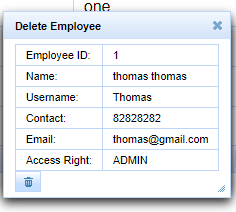 one
Delete Employee
Employee ID: 1
Name: thomas thomas
Username: Thomas
Contact: 82828282
Email: thomas@gmail.com
Access Right: ADMIN